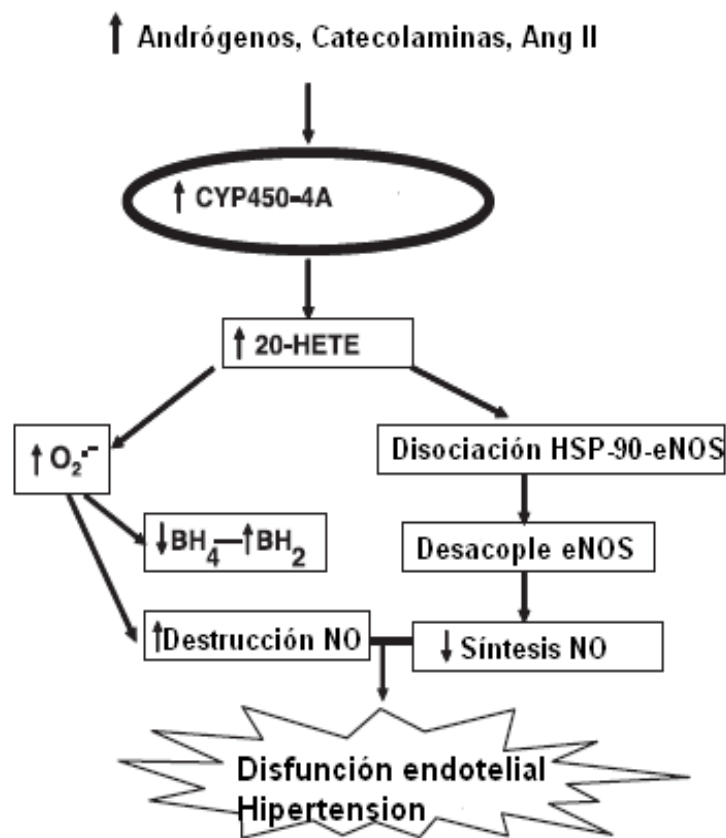 ↑ Andrógenos, Catecolaminas, Ang II
↑ CYP450-4A
↑ 20-HETE
↑ O₂·⁻
Disociación HSP-90-eNOS
↓BH₄—↑BH₂
Desacople eNOS
↑Destrucción NO
↓ Síntesis NO
Disfunción endotelial
Hipertension